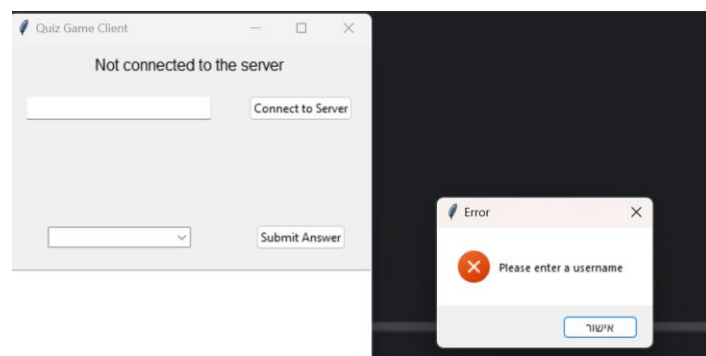 Quiz Game Client
Not connected to the server
Connect to Server
Submit Answer
Error
Please enter a username
אישור